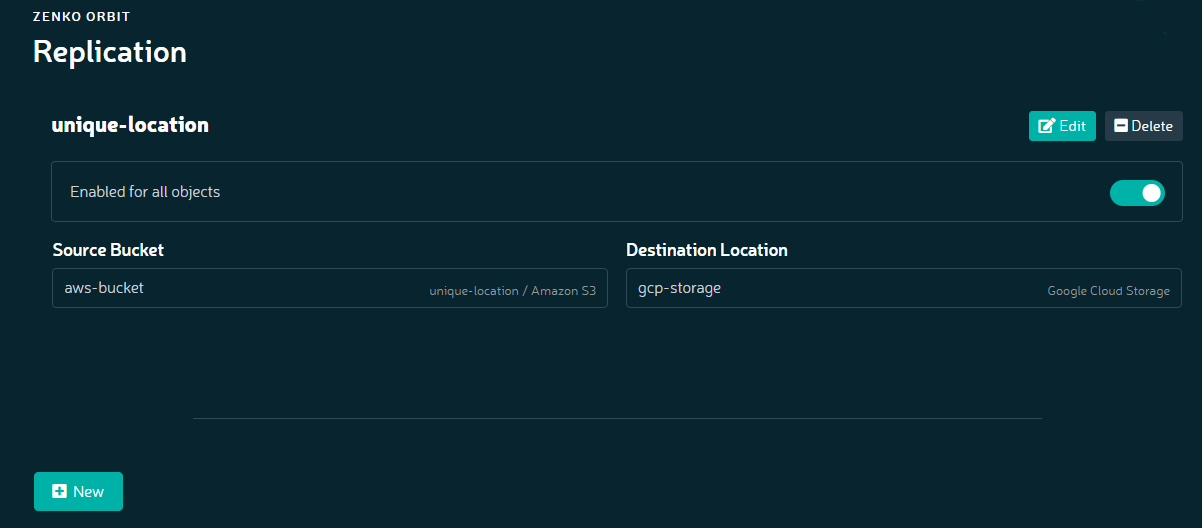 ZENKO ORBIT
Replication
unique-location
Edit
Delete
Enabled for all objects
Source Bucket
Destination Location
aws-bucket
unique-location / Amazon S3
gcp-storage
Google Cloud Storage
New